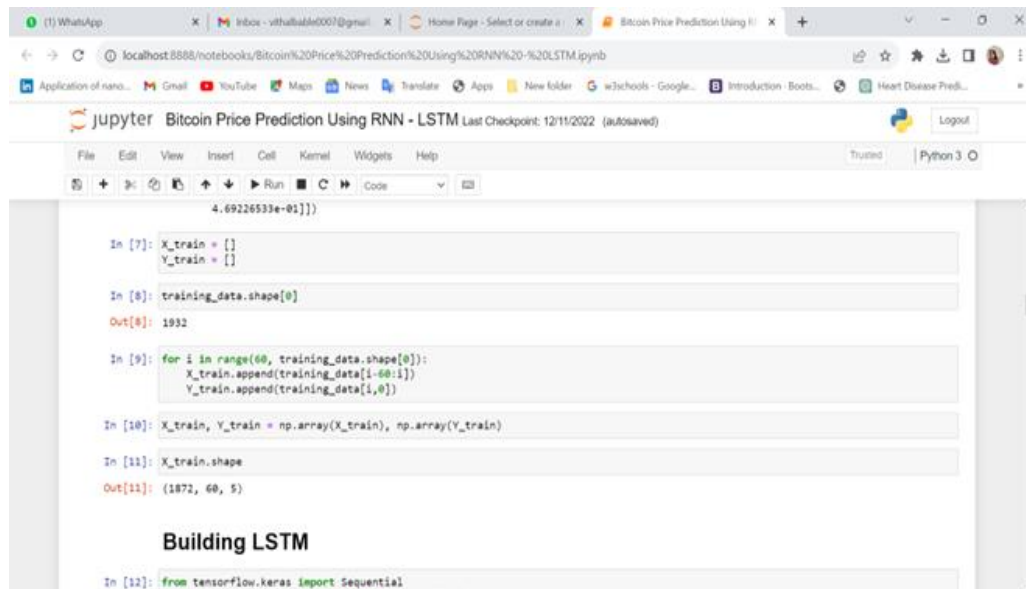 (1) WhatsApp
Inbox - vithalbable0007@gmail
Home Page - Select or create a
Bitcoin Price Prediction Using R
localhost:8888/notebooks/Bitcoin%20Price%20Prediction%20Using%20RNN%20-%20LSTM.ipynb
Application of nano...
Gmail
YouTube
Maps
News
Translate
Apps
New folder
w3schools - Google...
Introduction · Boots...
Heart Disease Predi...
jupyter Bitcoin Price Prediction Using RNN - LSTM Last Checkpoint: 12/11/2022 (autosaved)
Logout
File Edit View Insert Cell Kernel Widgets Help
Trusted
Python 3
Run
Code
4.69226533e-01]])
In [7]: X_train = []
Y_train = []
In [8]: training_data.shape[0]
Out[8]: 1932
In [9]: for i in range(60, training_data.shape[0]):
X_train.append(training_data[i-60:i])
Y_train.append(training_data[i,0])
In [10]: X_train, Y_train = np.array(X_train), np.array(Y_train)
In [11]: X_train.shape
Out[11]: (1872, 60, 5)
Building LSTM
In [12]: from tensorflow.keras import Sequential